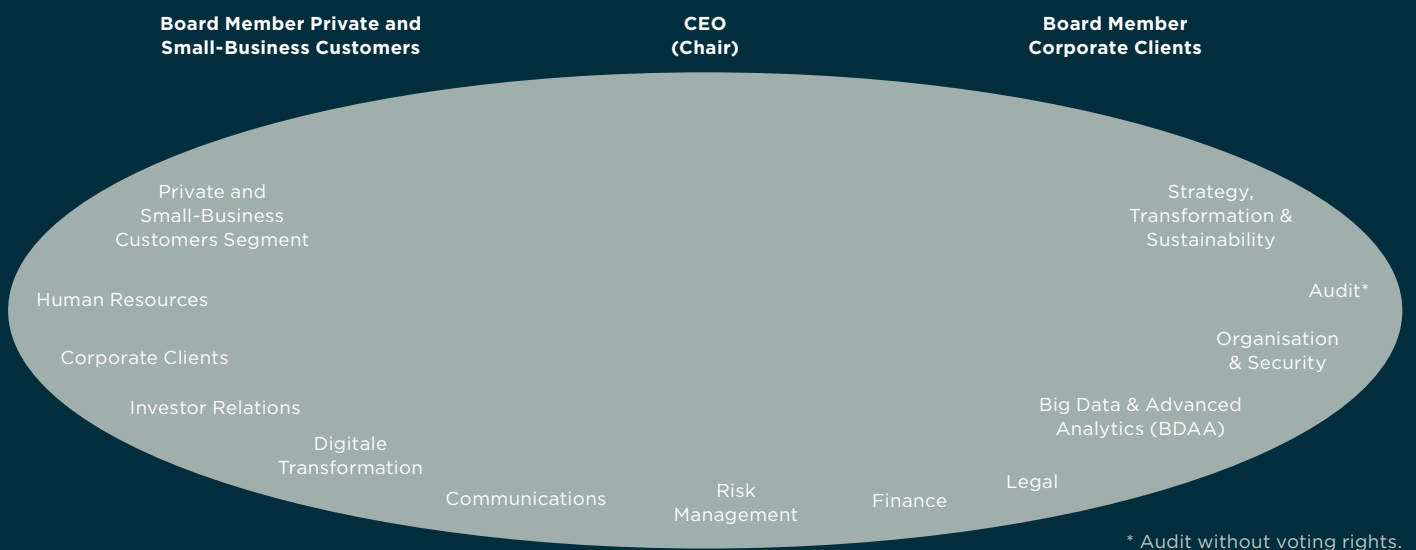 Board Member Private and
Small-Business Customers
CEO
(Chair)
Board Member
Corporate Clients
Private and
Small-Business
Customers Segment
Strategy,
Transformation &
Sustainability
Human Resources
Audit*
Corporate Clients
Organisation
& Security
Investor Relations
Big Data & Advanced
Analytics (BDAA)
Digitale
Transformation
Communications
Risk
Management
Finance
Legal
* Audit without voting rights.